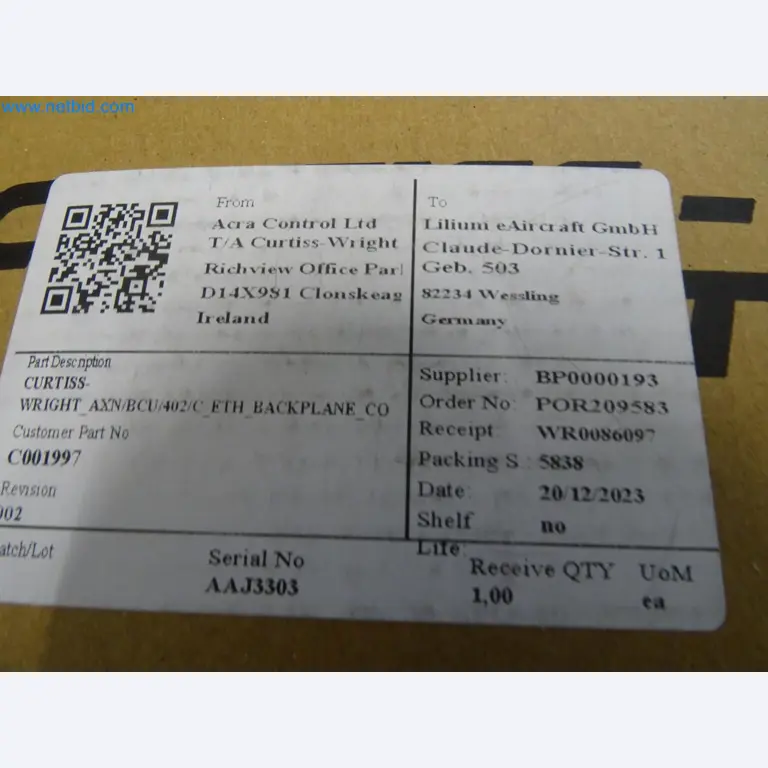 www.netbid.com
From
Acra Control Ltd
T/A Curtiss-Wright
Richview Office Par
D14X981 Clonskeag
Ireland
To
Lilium eAircraft GmbH
Claude-Dornier-Str. 1
Geb. 503
82234 Wessling
Germany
Part Description
CURTISS-
WRIGHT_AXN/BCU/402/C_ETH_BACKPLANE_CO
Customer Part No
C001997
Revision
002
Supplier: BP0000193
Order No: POR209583
Receipt: WR0086097
Packing S.: 5838
Date: 20/12/2023
Shelf no
Life:
atch/Lot
Serial No
AAJ3303
Receive QTY UoM
1,00 ea